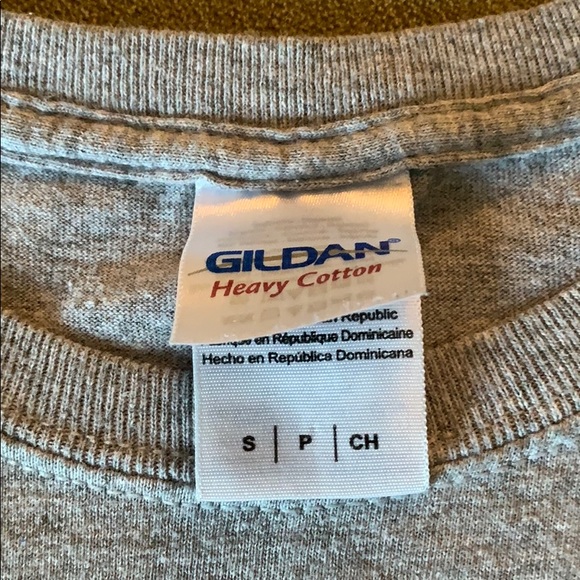 GILDAN
Heavy Cotton
Republic
en République Dominicaine
Hecho en República Dominicana
S | P | CH